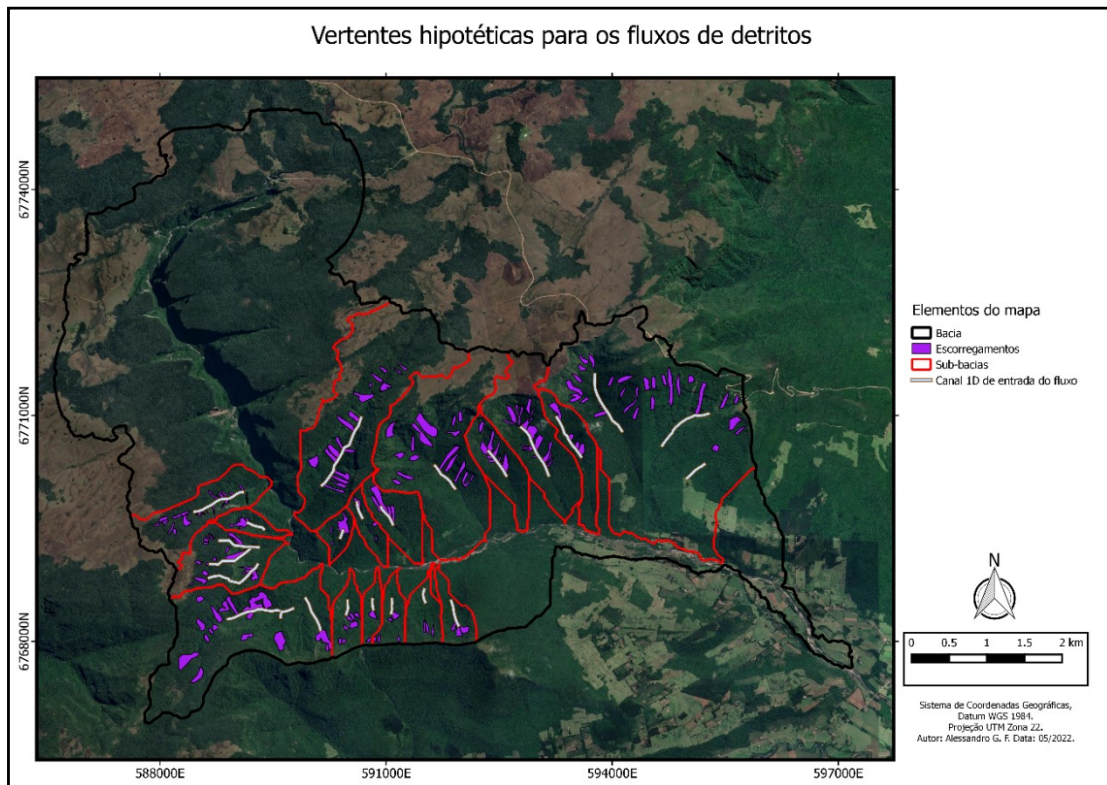 Vertentes hipotéticas para os fluxos de detritos
6774000N
6771000N
6768000N
588000E
591000E
594000E
597000E
Elementos do mapa
Bacia
Escorregamentos
Sub-bacias
Canal 1D de entrada do fluxo
N
0 0.5 1 1.5 2 km
Sistema de Coordenadas Geográficas,
Datum WGS 1984.
Projeção UTM Zona 22.
Autor: Alessandro G. F. Data: 05/2022.